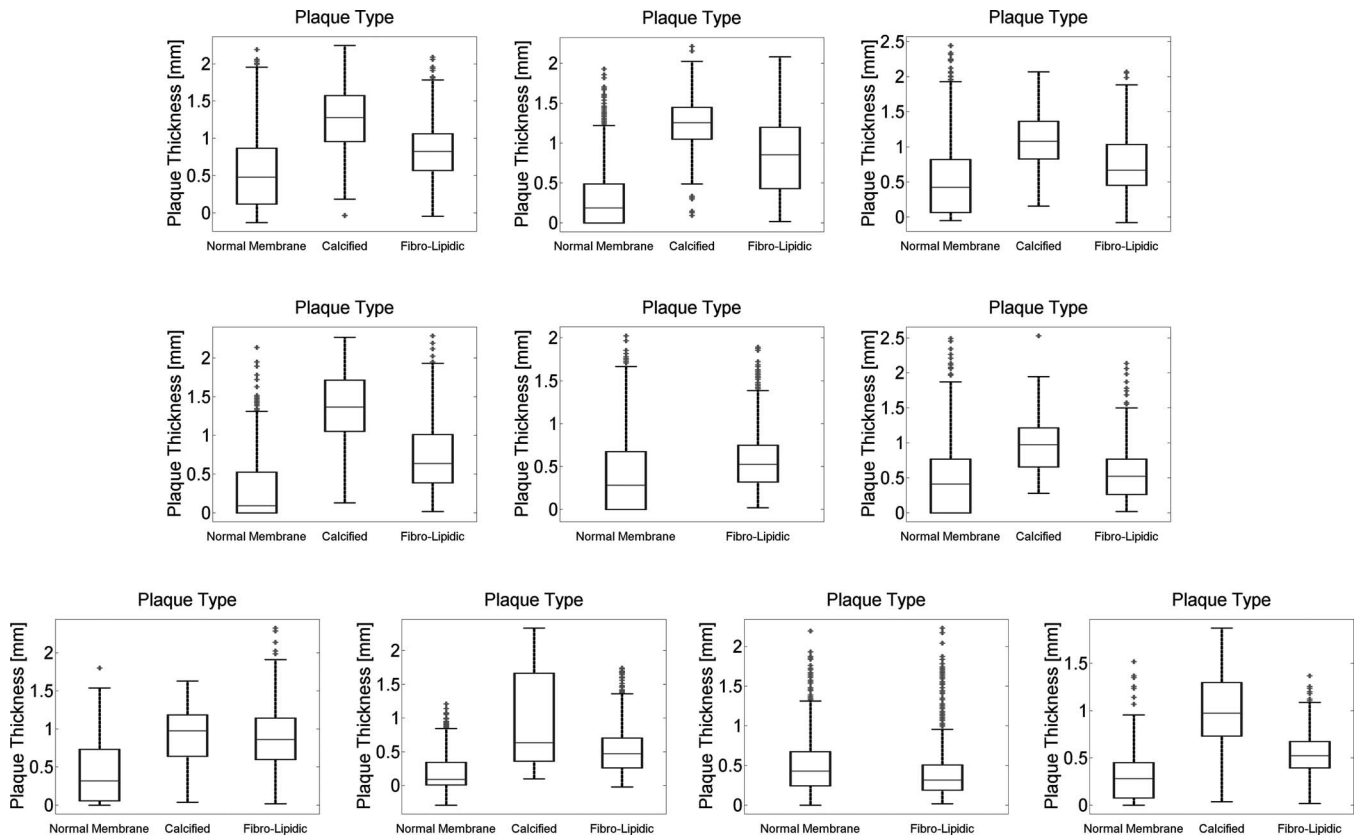 Plaque Type
Plaque Thickness [mm]
2
1.5
1
0.5
0
Normal Membrane Calcified Fibro-Lipidic
Plaque Type
Plaque Thickness [mm]
2
1.5
1
0.5
0
Normal Membrane Calcified Fibro-Lipidic
Plaque Type
Plaque Thickness [mm]
2.5
2
1.5
1
0.5
0
Normal Membrane Calcified Fibro-Lipidic
Plaque Type
Plaque Thickness [mm]
2
1.5
1
0.5
0
Normal Membrane Calcified Fibro-Lipidic
Plaque Type
Plaque Thickness [mm]
2
1.5
1
0.5
0
Normal Membrane Fibro-Lipidic
Plaque Type
Plaque Thickness [mm]
2.5
2
1.5
1
0.5
0
Normal Membrane Calcified Fibro-Lipidic
Plaque Type
Plaque Thickness [mm]
2
1.5
1
0.5
0
Normal Membrane Calcified Fibro-Lipidic
Plaque Type
Plaque Thickness [mm]
2
1.5
1
0.5
0
Normal Membrane Calcified Fibro-Lipidic
Plaque Type
Plaque Thickness [mm]
2
1.5
1
0.5
0
Normal Membrane Fibro-Lipidic
Plaque Type
Plaque Thickness [mm]
1.5
1
0.5
0
Normal Membrane Calcified Fibro-Lipidic